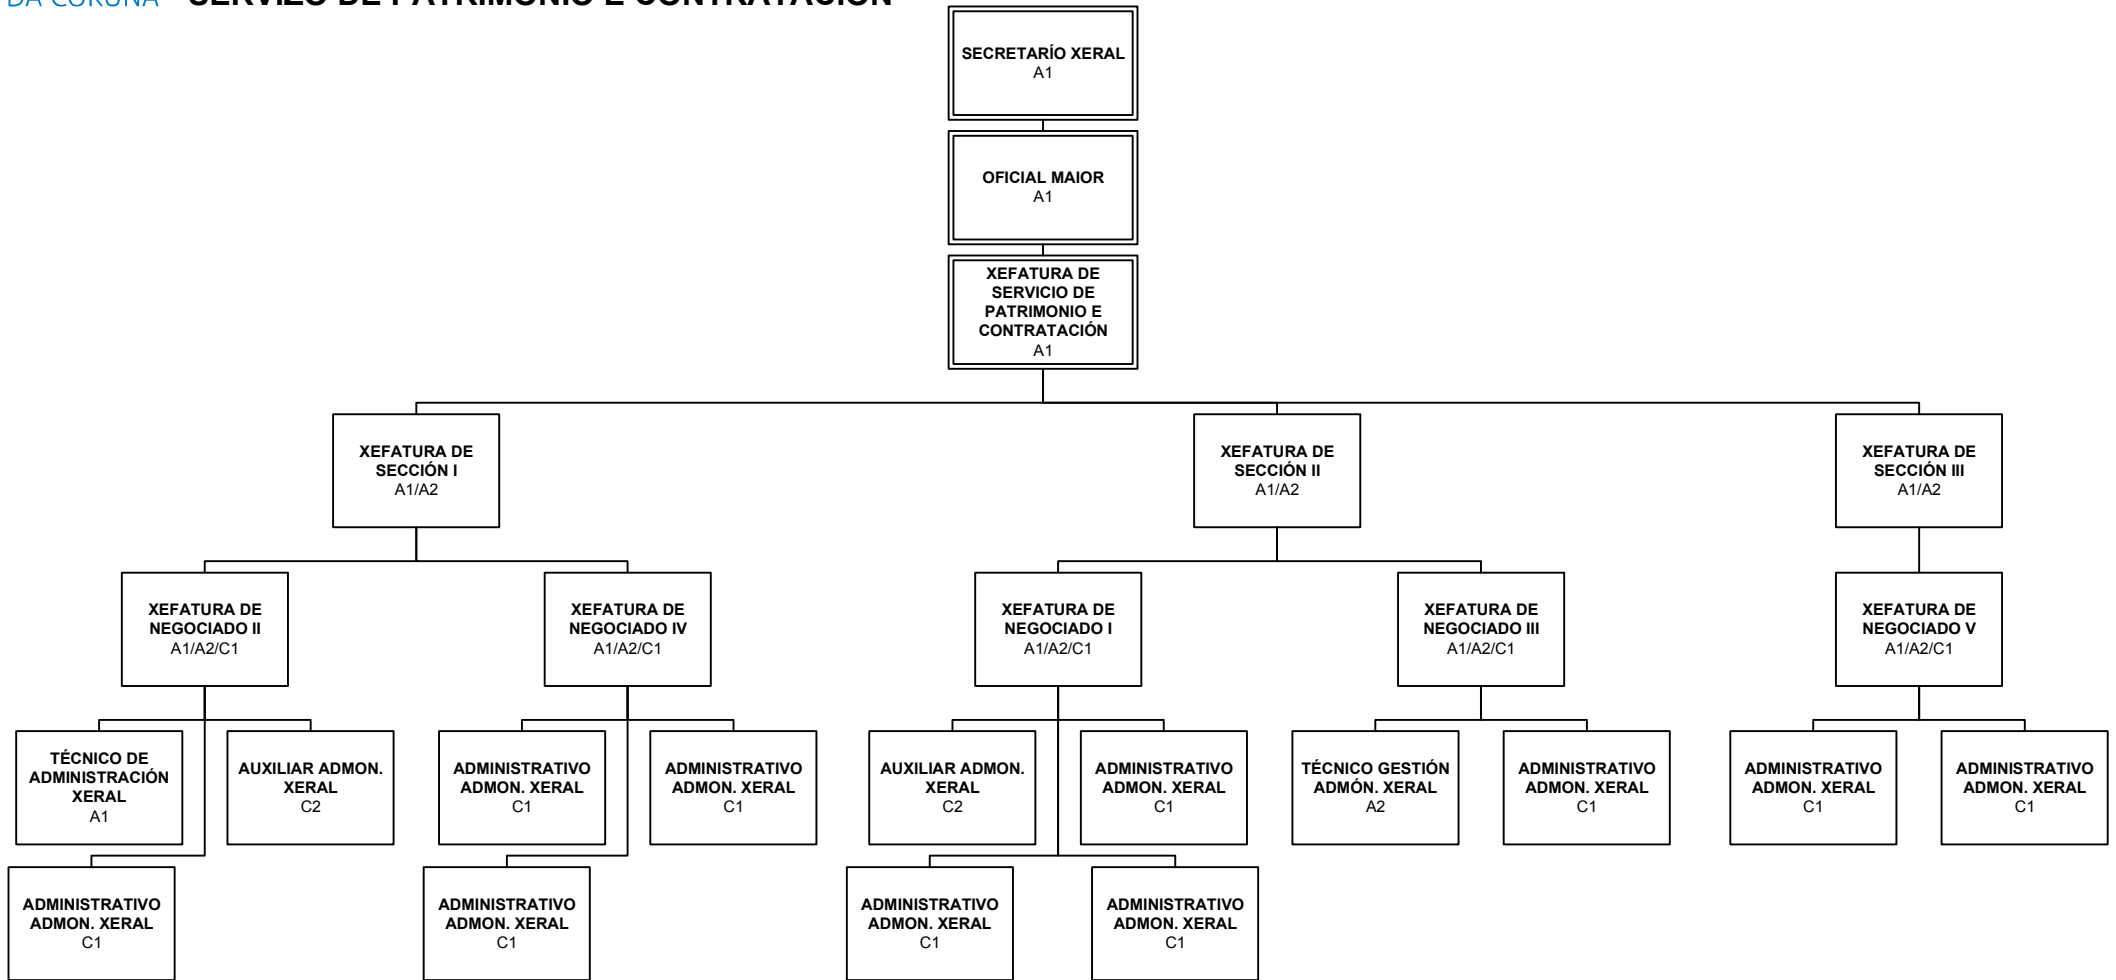 DA CORUÑA SERVIZO DE PATRIMONIO E CONTRATACIÓN
SECRETARÍO XERAL
A1
OFICIAL MAIOR
A1
XEFATURA DE
SERVICIO DE
PATRIMONIO E
CONTRATACIÓN
A1
XEFATURA DE
SECCIÓN I
A1/A2
XEFATURA DE
SECCIÓN II
A1/A2
XEFATURA DE
SECCIÓN III
A1/A2
XEFATURA DE
NEGOCIADO II
A1/A2/C1
XEFATURA DE
NEGOCIADO IV
A1/A2/C1
XEFATURA DE
NEGOCIADO I
A1/A2/C1
XEFATURA DE
NEGOCIADO III
A1/A2/C1
XEFATURA DE
NEGOCIADO V
A1/A2/C1
TÉCNICO DE
ADMINISTRACIÓN
XERAL
A1
AUXILIAR ADMON.
XERAL
C2
ADMINISTRATIVO
ADMON. XERAL
C1
ADMINISTRATIVO
ADMON. XERAL
C1
AUXILIAR ADMON.
XERAL
C2
ADMINISTRATIVO
ADMON. XERAL
C1
TÉCNICO GESTIÓN
ADMÓN. XERAL
A2
ADMINISTRATIVO
ADMON. XERAL
C1
ADMINISTRATIVO
ADMON. XERAL
C1
ADMINISTRATIVO
ADMON. XERAL
C1
ADMINISTRATIVO
ADMON. XERAL
C1
ADMINISTRATIVO
ADMON. XERAL
C1
ADMINISTRATIVO
ADMON. XERAL
C1
ADMINISTRATIVO
ADMON. XERAL
C1